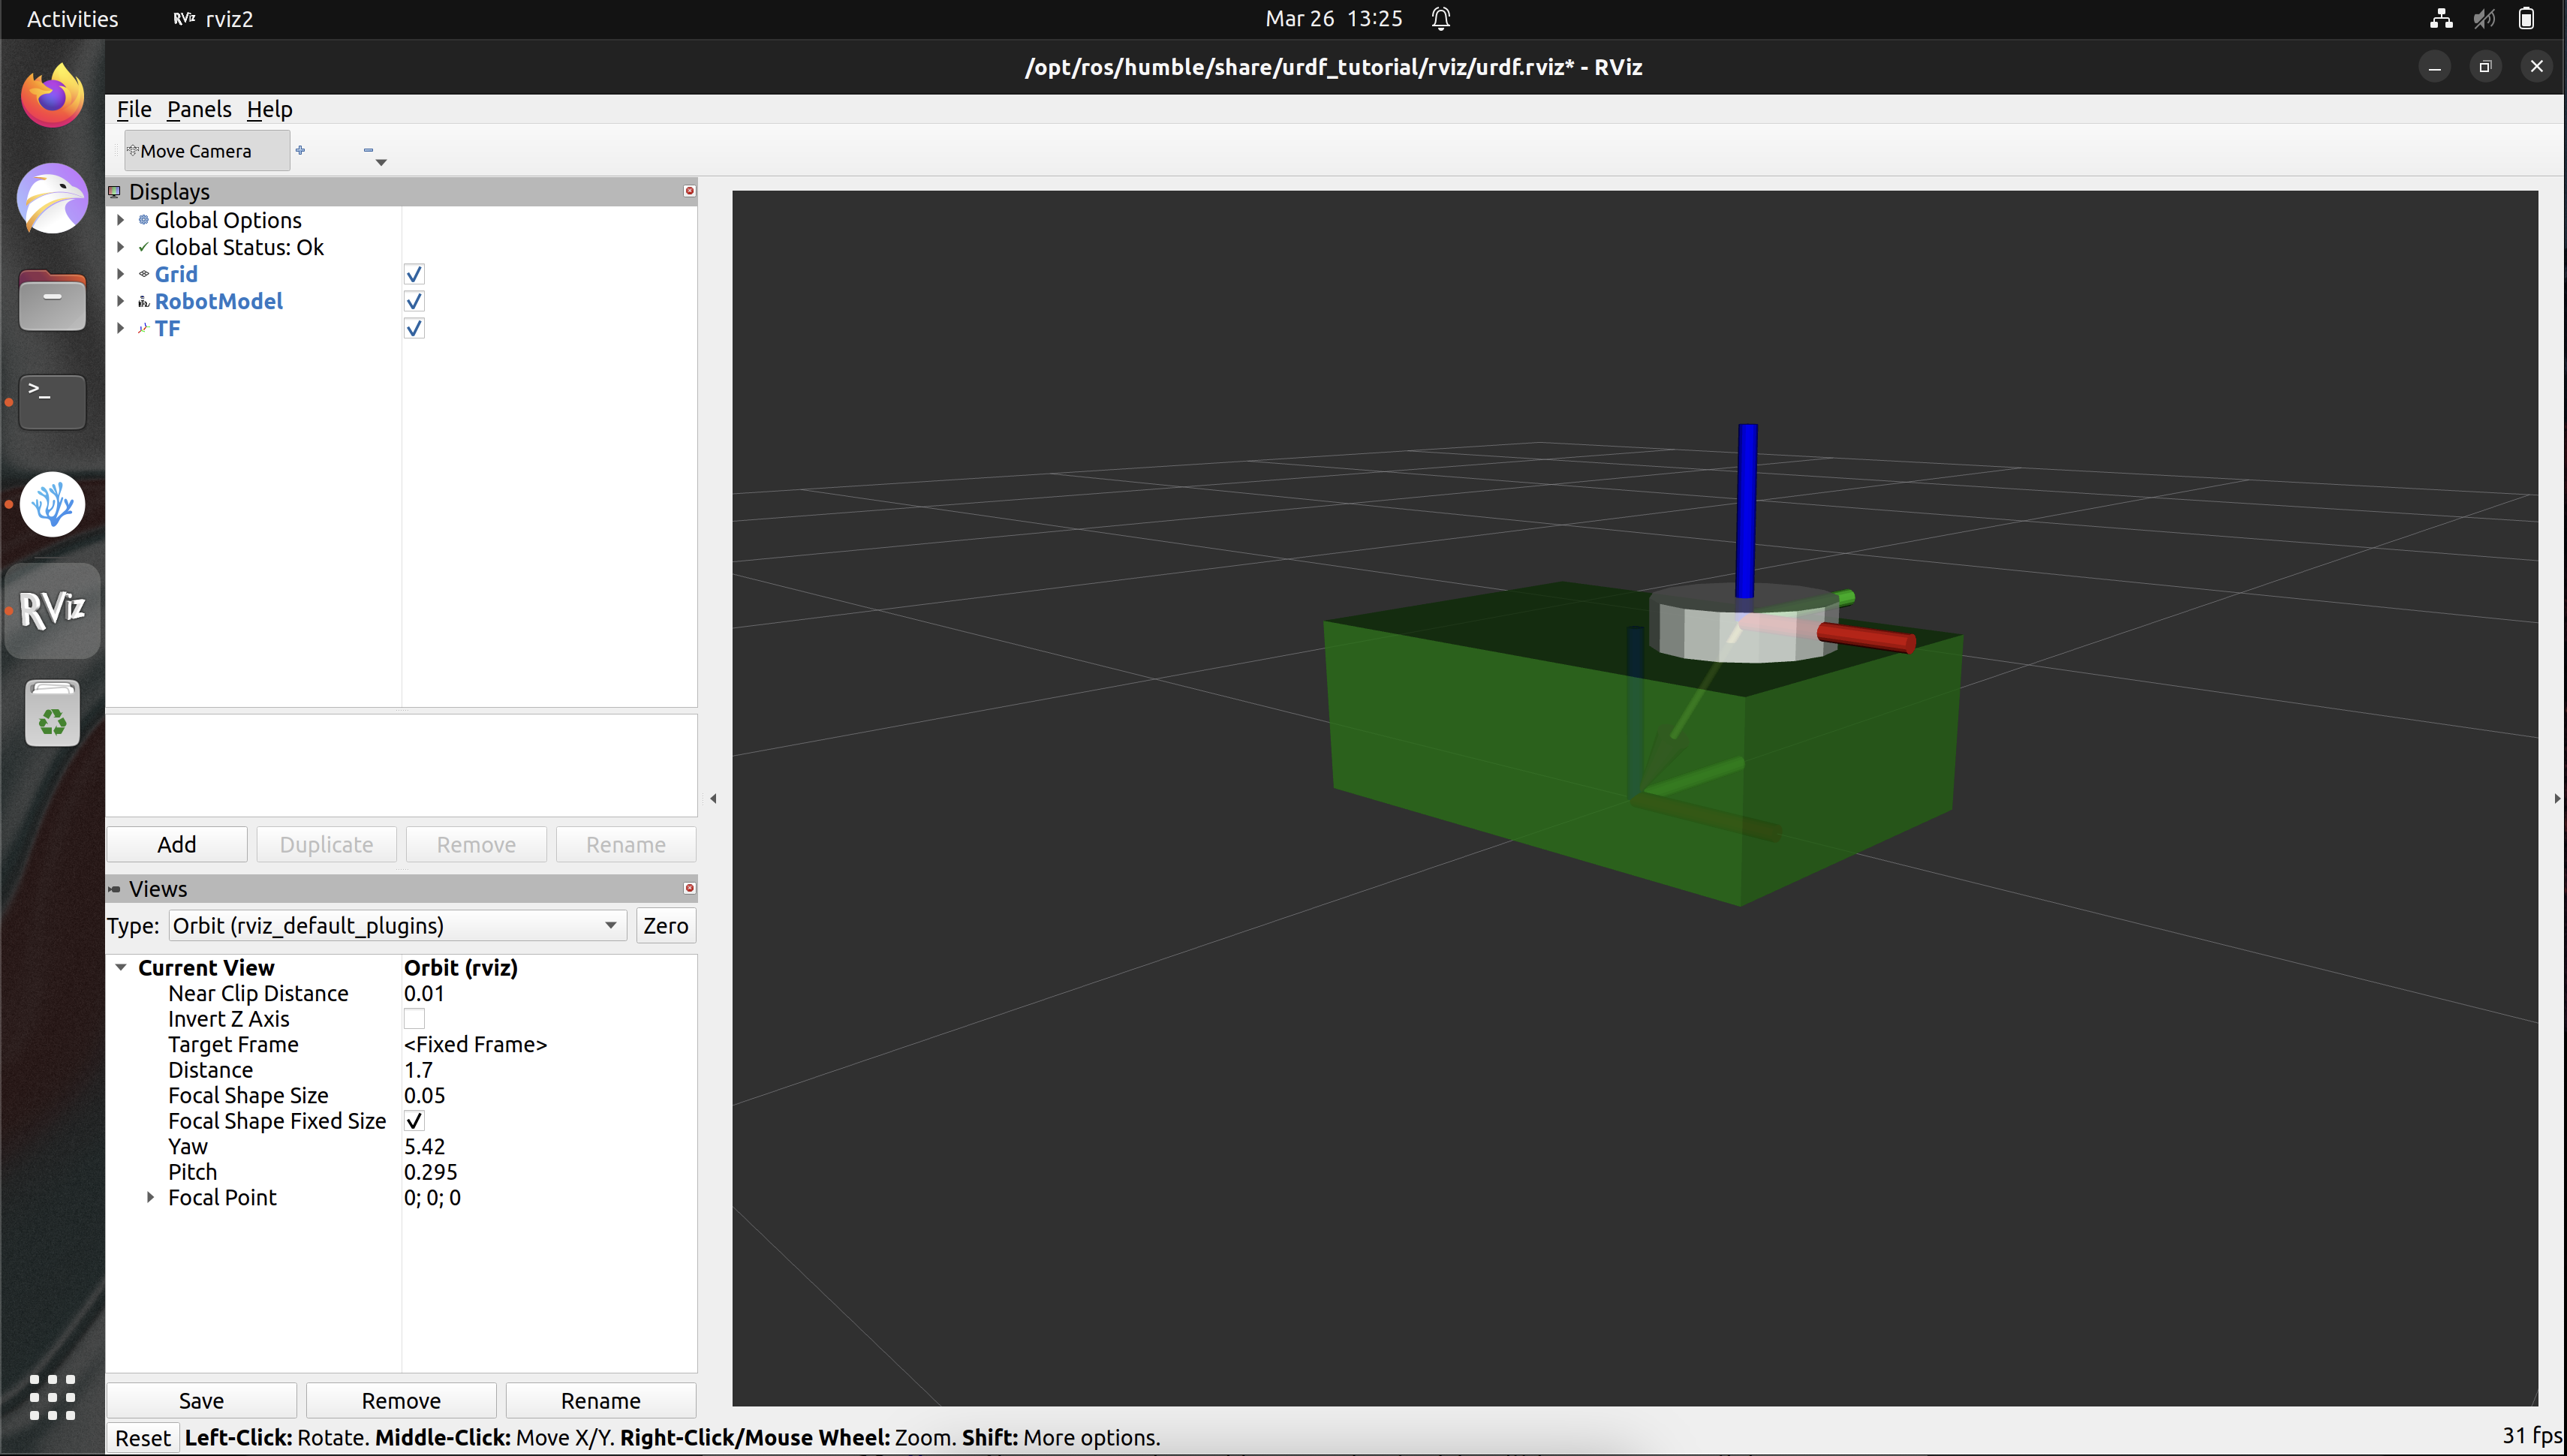 Activities
RViz
rviz2
Mar 26 13:25
/opt/ros/humble/share/urdf_tutorial/rviz/urdf.rviz* - RViz
File Panels Help
Move Camera
Displays
Global Options
Global Status: Ok
Grid
RobotModel
TF
>_
RViz
Add Duplicate Remove Rename
Views
Type: Orbit (rviz_default_plugins) Zero
Current View Orbit (rviz)
Near Clip Distance 0.01
Invert Z Axis
Target Frame <Fixed Frame>
Distance 1.7
Focal Shape Size 0.05
Focal Shape Fixed Size
Yaw 5.42
Pitch 0.295
Focal Point 0; 0; 0
Save Remove Rename
Reset Left-Click: Rotate. Middle-Click: Move X/Y. Right-Click/Mouse Wheel: Zoom. Shift: More options.
31 fps